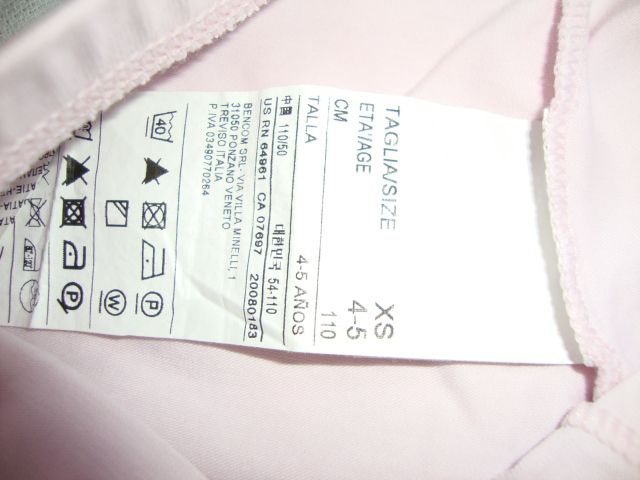 TAGLIA/SIZE XS
ETA'/AGE 4-5
CM 110
TALLA 4-5 AÑOS
中国 110/50 대한민국 54-110
US RN 64961 CA 07697 20080183
BENCOM SRL- VIA VILLA MINELLI, 1
31050 PONZANO VENETO
TREVISO ITALIA
P.IVA 03490770264
40
P
W
P